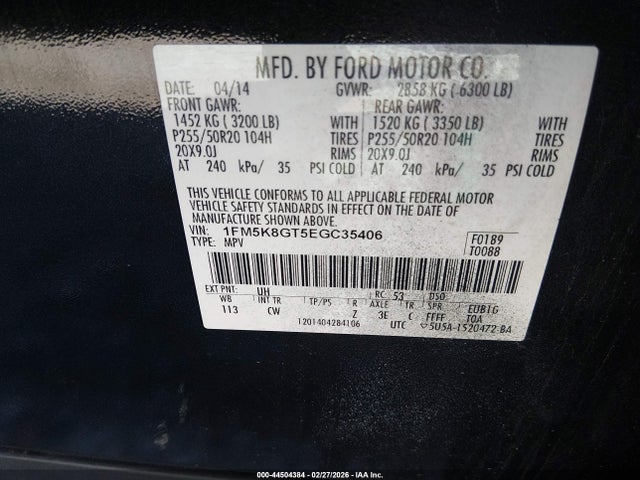 MFD. BY FORD MOTOR CO.
DATE: 04/14 GVWR: 2858 KG ( 6300 LB)
FRONT GAWR: REAR GAWR:
1452 KG ( 3200 LB) WITH 1520 KG ( 3350 LB) WITH
P255/50R20 104H TIRES P255/50R20 104H TIRES
20X9.0J RIMS 20X9.0J RIMS
AT 240 kPa/ 35 PSI COLD AT 240 kPa/ 35 PSI COLD
THIS VEHICLE CONFORMS TO ALL APPLICABLE FEDERAL MOTOR
VEHICLE SAFETY STANDARDS IN EFFECT ON THE DATE OF
MANUFACTURE SHOWN ABOVE.
VIN: 1FM5K8GT5EGC35406 F0189
TYPE: MPV T0088
EXT PNT: UH RC: 53 DSO:
WB INT TR TP/PS R AXLE TR SPR EUB1G
113 CW Z 3E C FFFF TOA
1201404284106 UTC 5U5A-1520472-BA
000-44504384 | 02/27/2026 - IAA Inc.